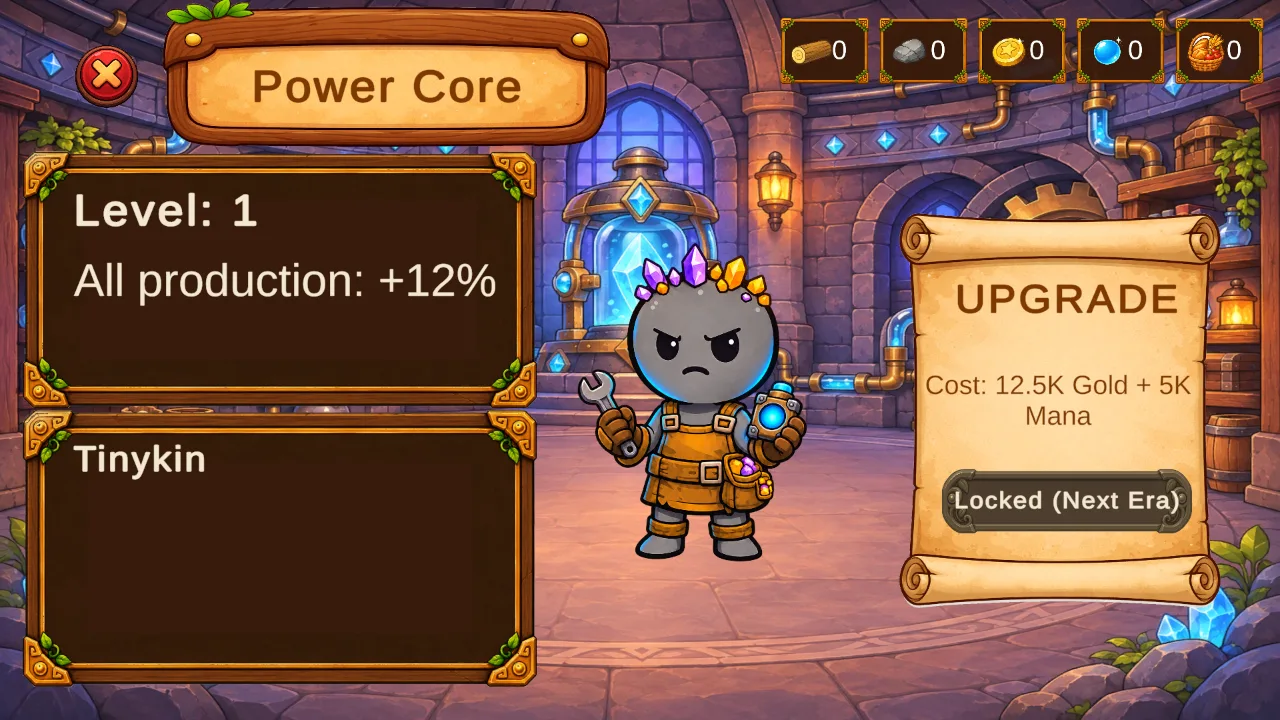 Power Core
0 0 0 0 0
Level: 1
All production: +12%
Tinykin
UPGRADE
Cost: 12.5K Gold + 5K
Mana
Locked (Next Era)